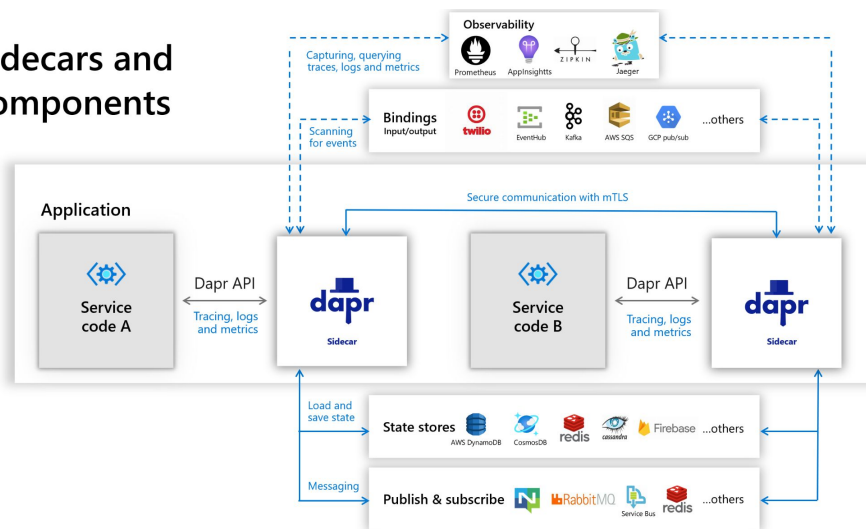 decars and
omponents
Observability
Prometheus AppInsightts ZIPKIN Jaeger
Capturing, querying
traces, logs and metrics
Bindings
Input/output
twilio EventHub Kafka AWS SQS GCP pub/sub ...others
Scanning
for events
Application
Secure communication with mTLS
Service
code A
Dapr API
Tracing, logs
and metrics
dapr
Sidecar
Service
code B
Dapr API
Tracing, logs
and metrics
dapr
Sidecar
Load and
save state
State stores AWS DynamoDB CosmosDB redis cassandra Firebase ...others
Messaging
Publish & subscribe RabbitMQ Service Bus redis ...others